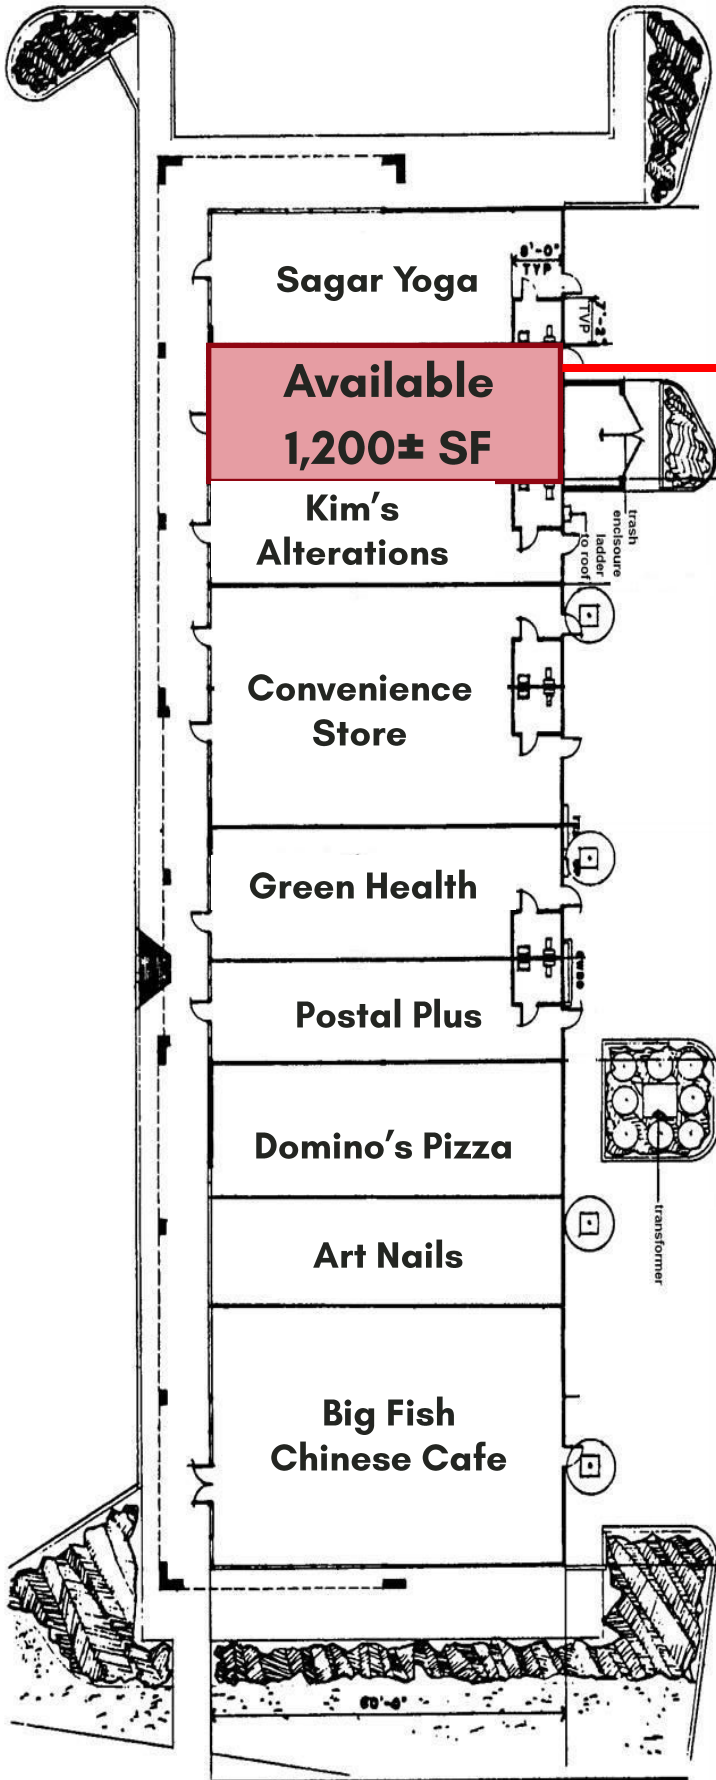 8'-0"
TYP
Sagar Yoga
TYP
7'-2"
Available
1,200± SF
Kim's
Alterations
trash
enclsoure
ladder
to roof
Convenience
Store
Green Health
Postal Plus
Domino's Pizza
transformer
Art Nails
Big Fish
Chinese Cafe
60'-0"